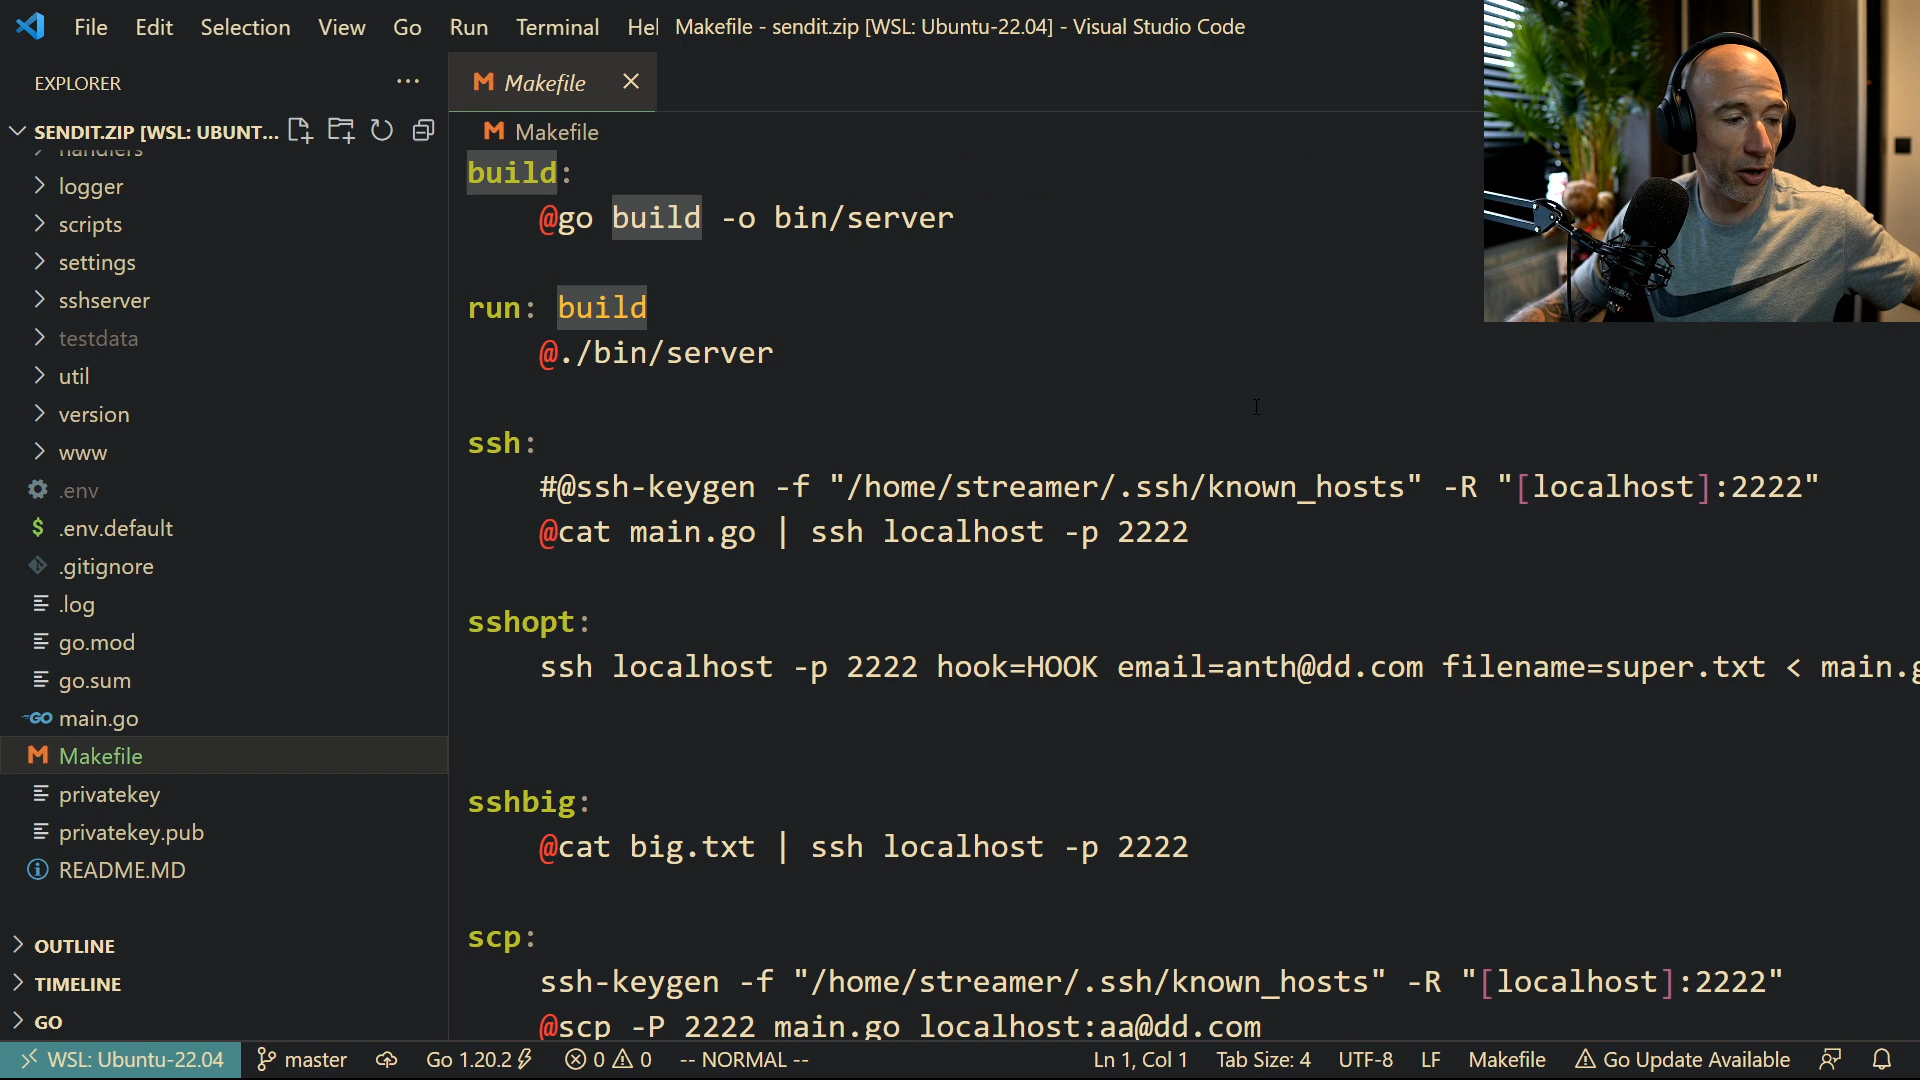 File Edit Selection View Go Run Terminal Hel Makefile - sendit.zip [WSL: Ubuntu-22.04] - Visual Studio Code
EXPLORER ···
Makefile
SENDIT.ZIP [WSL: UBUNT...
Makefile
handlers
logger
scripts
settings
sshserver
testdata
util
version
www
.env
.env.default
.gitignore
.log
go.mod
go.sum
main.go
Makefile
privatekey
privatekey.pub
README.MD
OUTLINE
TIMELINE
GO
build:
@go build -o bin/server
run: build
@./bin/server
ssh:
#@ssh-keygen -f "/home/streamer/.ssh/known_hosts" -R "[localhost]:2222"
@cat main.go | ssh localhost -p 2222
sshopt:
ssh localhost -p 2222 hook=HOOK email=anth@dd.com filename=super.txt < main.g
sshbig:
@cat big.txt | ssh localhost -p 2222
scp:
ssh-keygen -f "/home/streamer/.ssh/known_hosts" -R "[localhost]:2222"
@scp -P 2222 main.go localhost:aa@dd.com
WSL: Ubuntu-22.04 master Go 1.20.2 0 0 -- NORMAL -- Ln 1, Col 1 Tab Size: 4 UTF-8 LF Makefile Go Update Available